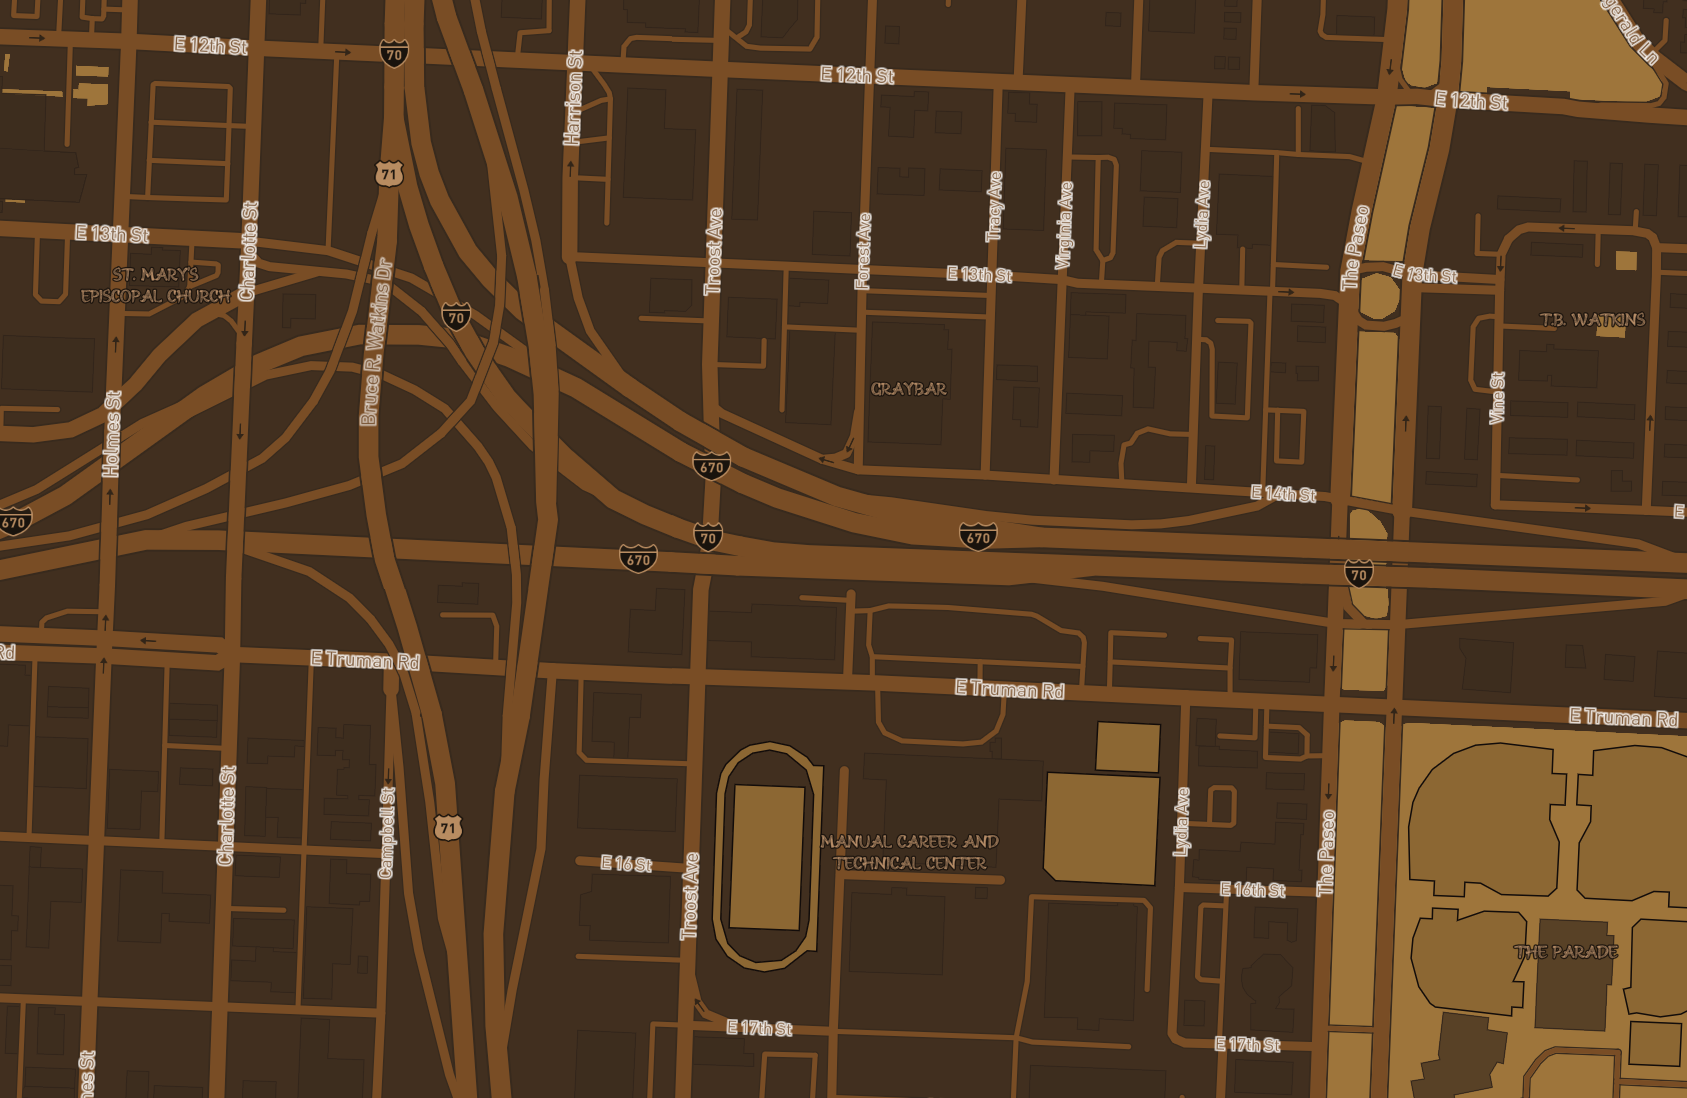 gerald Ln
E 12th St
70
E 12th St
E 12th St
Harrison St
71
Tracy Ave
Virginia Ave
Lydia Ave
Charlotte St
Troost Ave
Forest Ave
The Paseo
E 13th St
E 13th St
E 13th St
ST. MARY'S
EPISCOPAL CHURCH
70
T.B. WATKINS
Bruce R. Watkins Dr
GRAYBAR
Vine St
Holmes St
670
E 14th St
E
670
70
670
670
70
Rd
E Truman Rd
E Truman Rd
E Truman Rd
Charlotte St
Campbell St
71
Lydia Ave
The Paseo
MANUAL CAREER AND
TECHNICAL CENTER
E 16 St
Troost Ave
E 16th St
THE PARADE
E 17th St
E 17th St
mes St